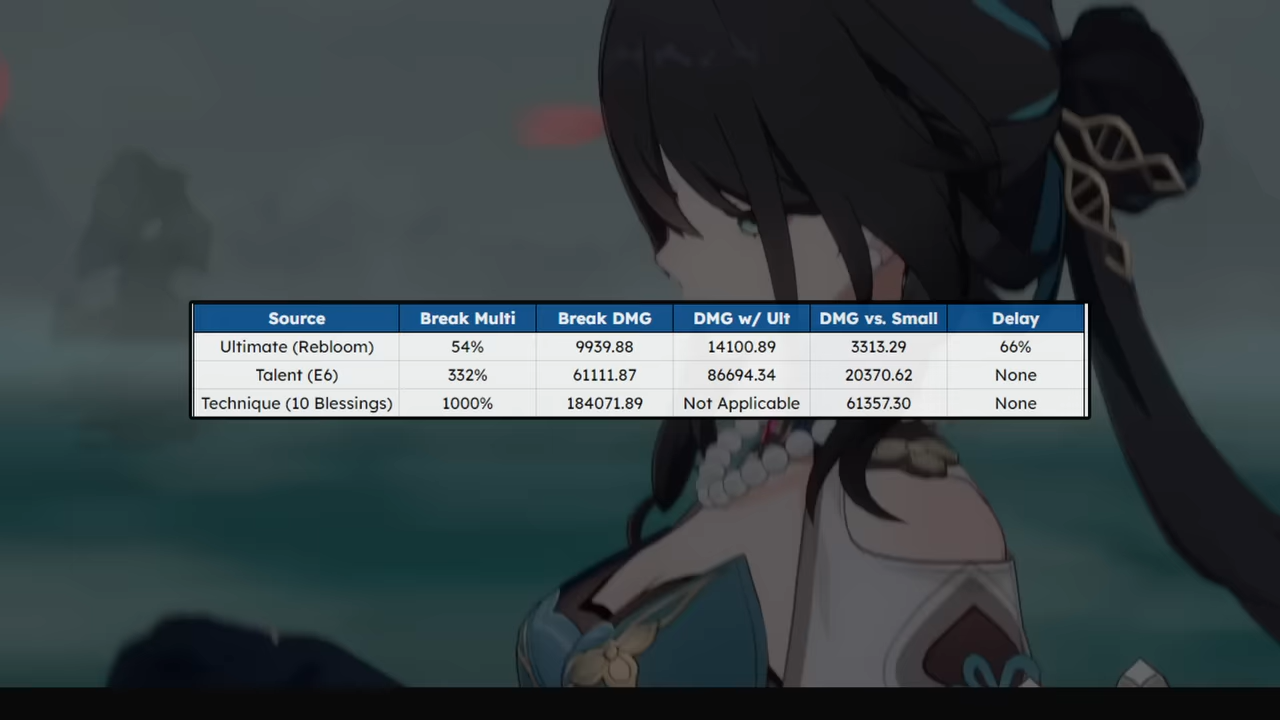 Source Break Multi Break DMG DMG w/ Ult DMG vs. Small Delay
Ultimate (Rebloom) 54% 9939.88 14100.89 3313.29 66%
Talent (E6) 332% 61111.87 86694.34 20370.62 None
Technique (10 Blessings) 1000% 184071.89 Not Applicable 61357.30 None